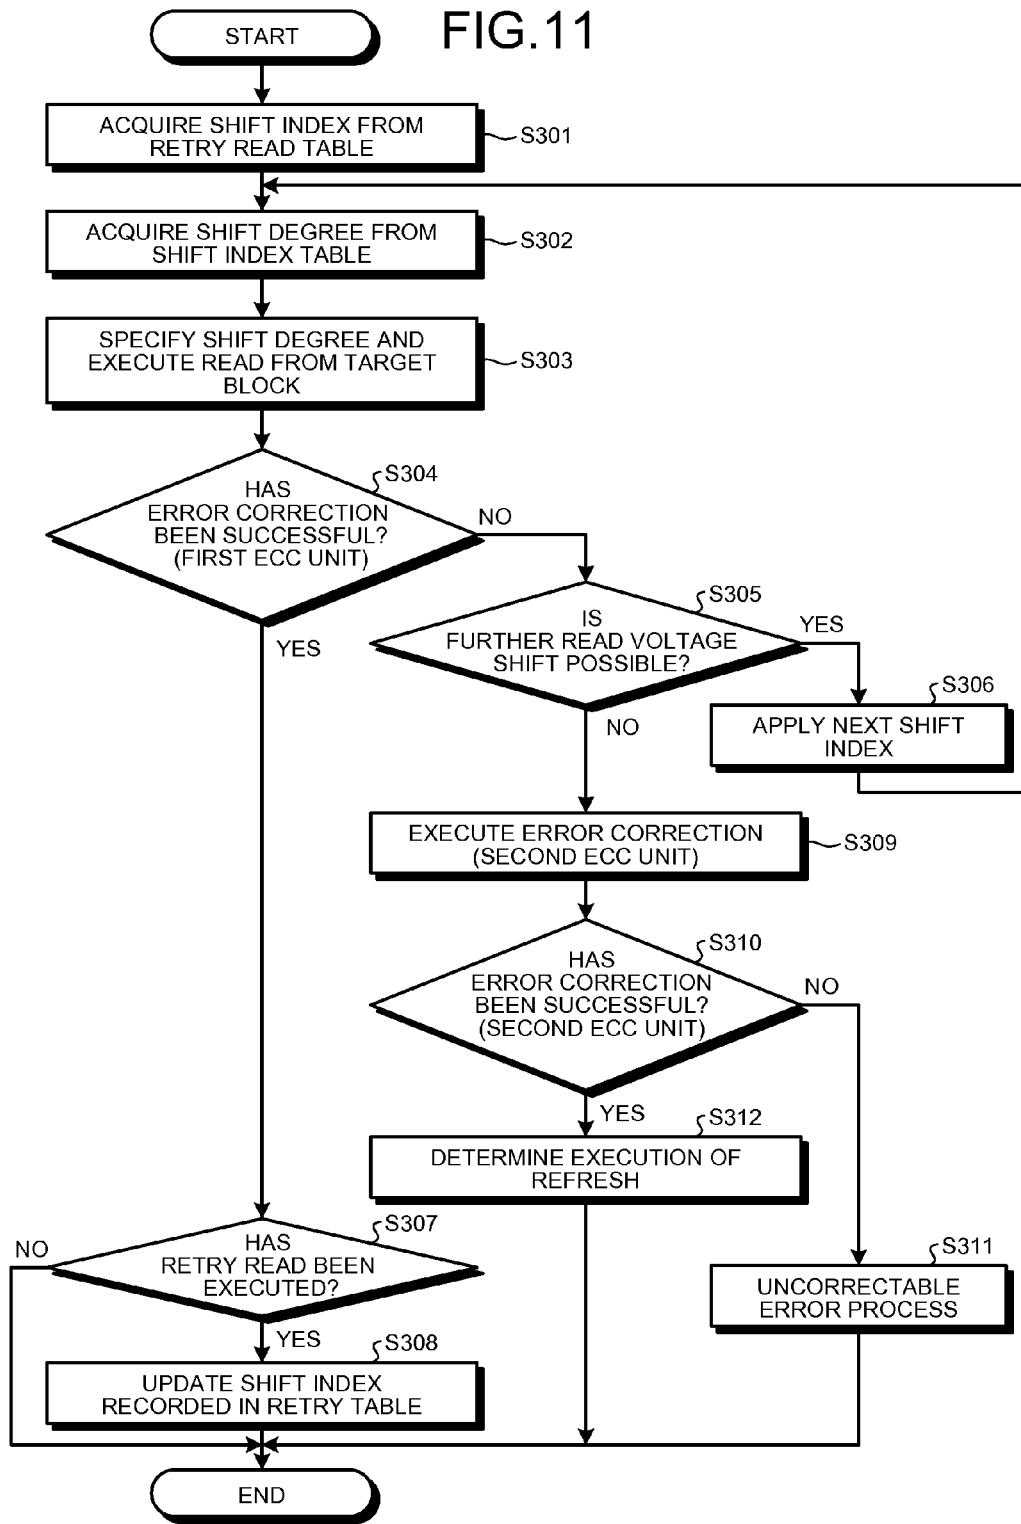 FIG.11
START
ACQUIRE SHIFT INDEX FROM
RETRY READ TABLE
S301
ACQUIRE SHIFT DEGREE FROM
SHIFT INDEX TABLE
S302
SPECIFY SHIFT DEGREE AND
EXECUTE READ FROM TARGET
BLOCK
S303
S304
HAS
ERROR CORRECTION
BEEN SUCCESSFUL?
(FIRST ECC UNIT)
NO
YES
S305
IS
FURTHER READ VOLTAGE
SHIFT POSSIBLE?
YES
NO
S306
APPLY NEXT SHIFT
INDEX
EXECUTE ERROR CORRECTION
(SECOND ECC UNIT)
S309
S310
HAS
ERROR CORRECTION
BEEN SUCCESSFUL?
(SECOND ECC UNIT)
NO
YES
S312
DETERMINE EXECUTION OF
REFRESH
S307
HAS
RETRY READ BEEN
EXECUTED?
NO
YES
S311
UNCORRECTABLE
ERROR PROCESS
S308
UPDATE SHIFT INDEX
RECORDED IN RETRY TABLE
END